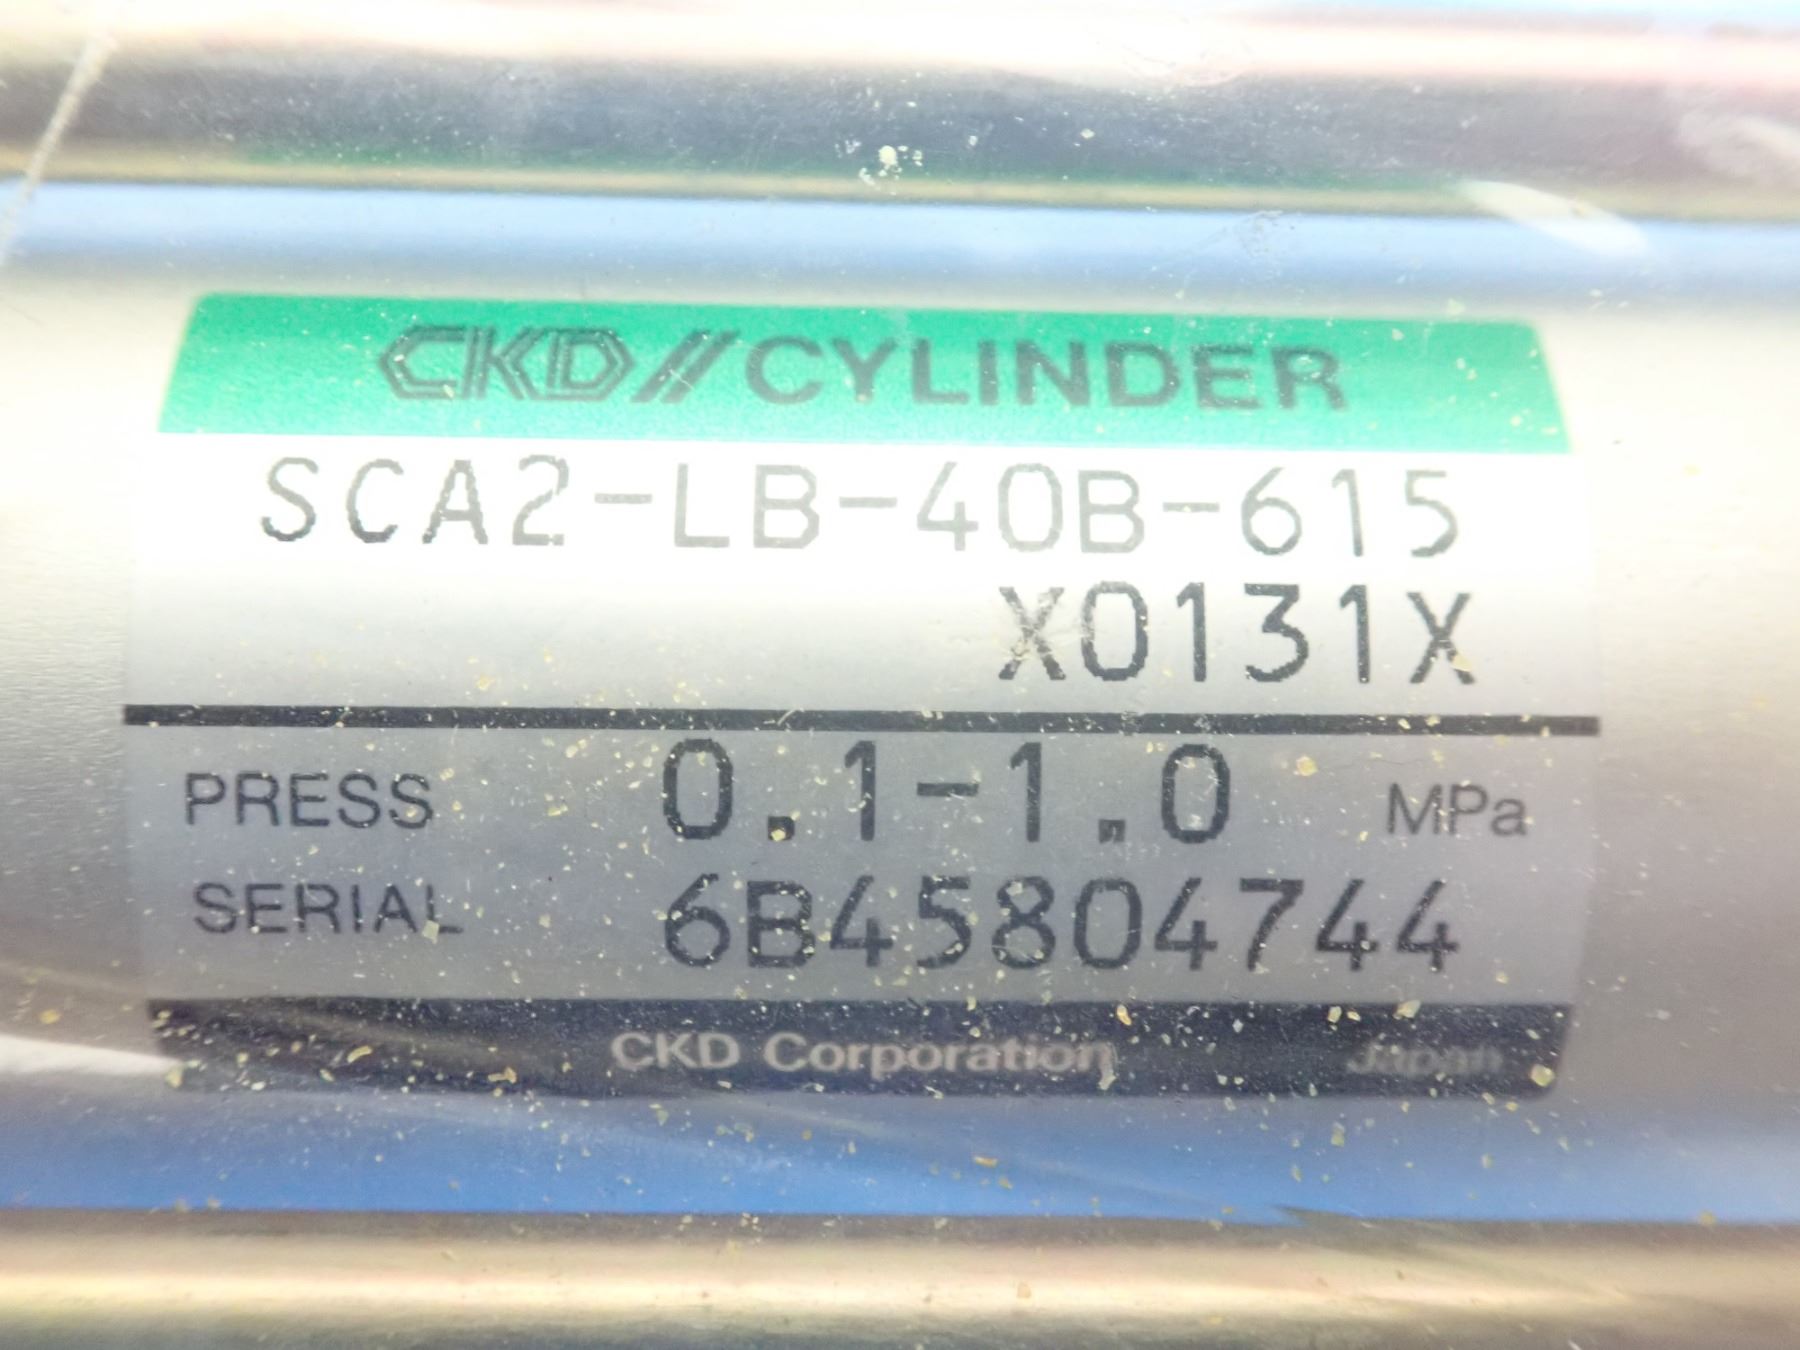 CKD//CYLINDER
SCA2-LB-40B-615
X0131X
PRESS 0.1-1.0 MPa
SERIAL 6B45804744
CKD Corporation Japan